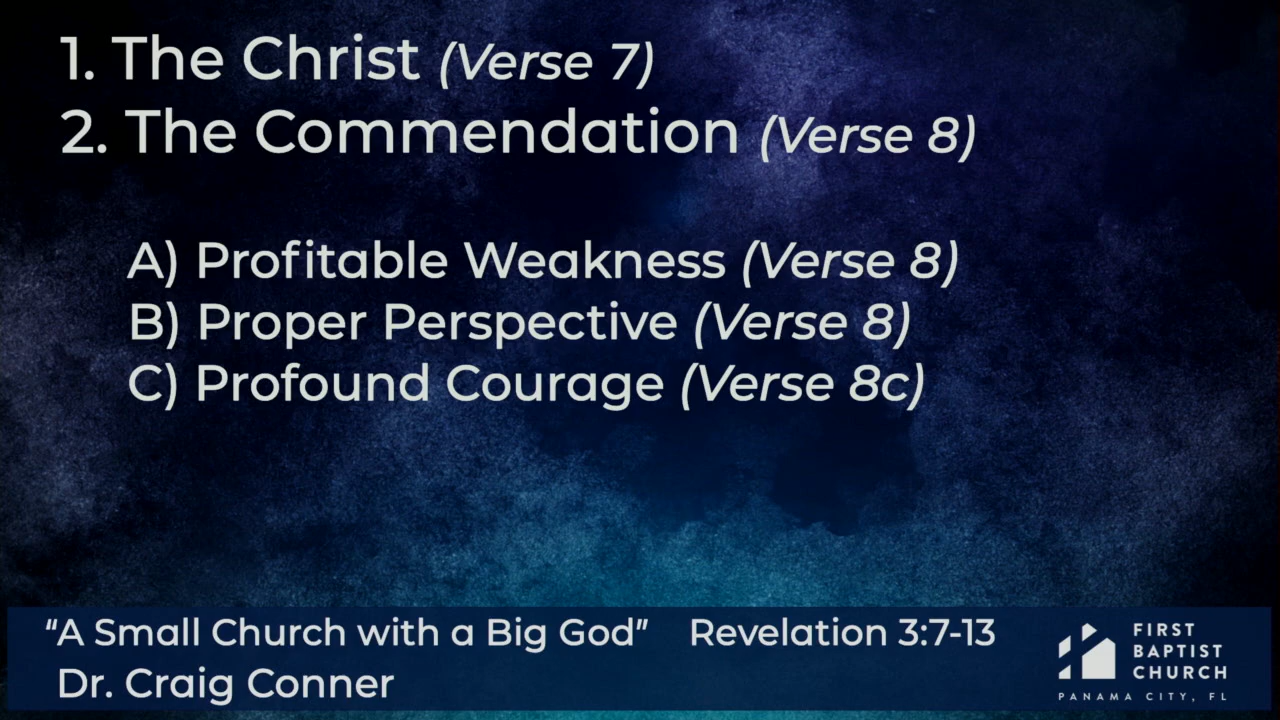 1. The Christ (Verse 7)
2. The Commendation (Verse 8)
A) Profitable Weakness (Verse 8)
B) Proper Perspective (Verse 8)
C) Profound Courage (Verse 8c)
"A Small Church with a Big God" Revelation 3:7-13
Dr. Craig Conner
FIRST
BAPTIST
CHURCH
PANAMA CITY, FL